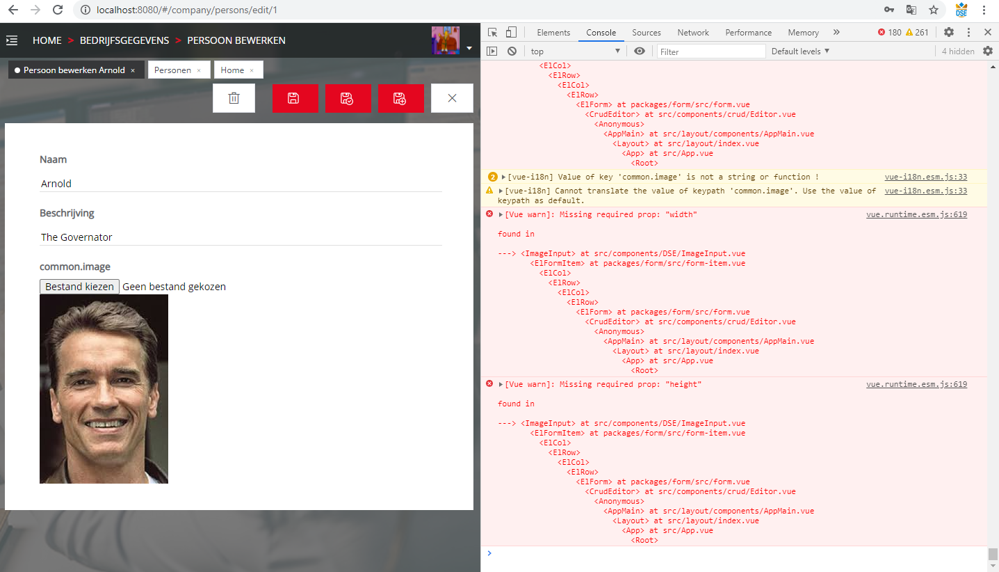 localhost:8080/#/company/persons/edit/1
DSE
HOME > BEDRIJFSGEGEVENS > PERSOON BEWERKEN
Persoon bewerken Arnold ×
Personen ×
Home ×
Naam
Arnold
Beschrijving
The Governator
common.image
Bestand kiezen Geen bestand gekozen
Elements Console Sources Network Performance Memory » 180 261
top Filter Default levels ▼ 4 hidden
<ElCol>
<ElRow>
<ElCol>
<ElRow>
<ElForm> at packages/form/src/form.vue
<CrudEditor> at src/components/crud/Editor.vue
<Anonymous>
<AppMain> at src/layout/components/AppMain.vue
<Layout> at src/layout/index.vue
<App> at src/App.vue
<Root>
2 ▶[vue-i18n] Value of key 'common.image' is not a string or function ! vue-i18n.esm.js:33
▶[vue-i18n] Cannot translate the value of keypath 'common.image'. Use the value of vue-i18n.esm.js:33
keypath as default.
▶[Vue warn]: Missing required prop: "width" vue.runtime.esm.js:619
found in
---> <ImageInput> at src/components/DSE/ImageInput.vue
<ElFormItem> at packages/form/src/form-item.vue
<ElCol>
<ElRow>
<ElCol>
<ElRow>
<ElForm> at packages/form/src/form.vue
<CrudEditor> at src/components/crud/Editor.vue
<Anonymous>
<AppMain> at src/layout/components/AppMain.vue
<Layout> at src/layout/index.vue
<App> at src/App.vue
<Root>
▶[Vue warn]: Missing required prop: "height" vue.runtime.esm.js:619
found in
---> <ImageInput> at src/components/DSE/ImageInput.vue
<ElFormItem> at packages/form/src/form-item.vue
<ElCol>
<ElRow>
<ElCol>
<ElRow>
<ElForm> at packages/form/src/form.vue
<CrudEditor> at src/components/crud/Editor.vue
<Anonymous>
<AppMain> at src/layout/components/AppMain.vue
<Layout> at src/layout/index.vue
<App> at src/App.vue
<Root>
>